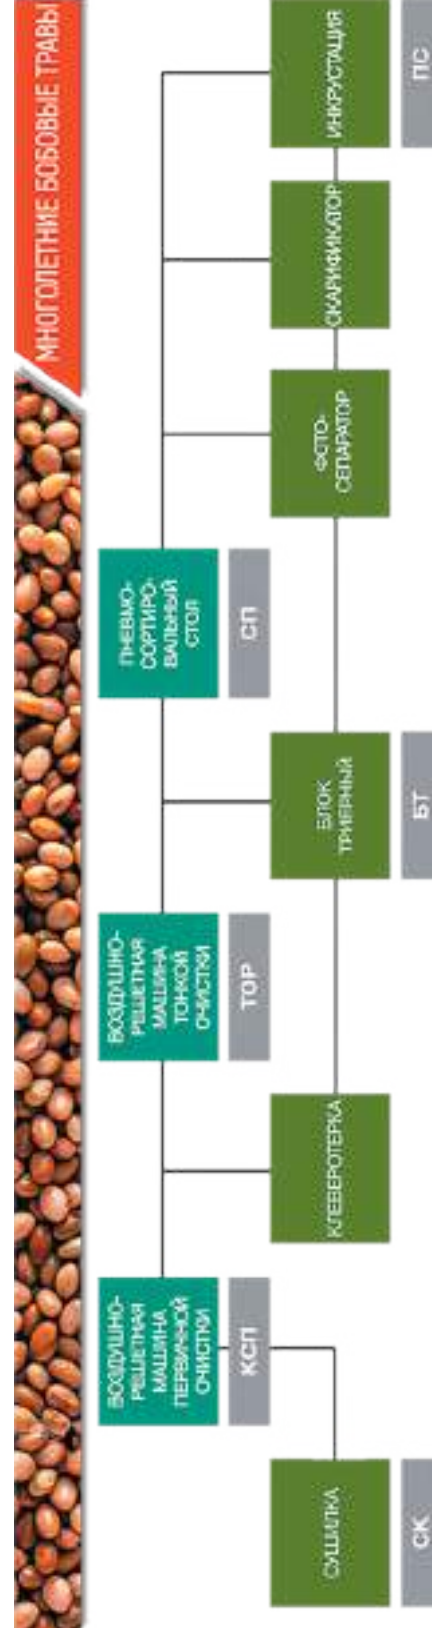 МНОГОЛЕТНИЕ БОБОВЫЕ ТРАВЫ
ВОЗДУШНО-
РЕШЕТНАЯ
МАШИНА
ПЕРВИЧНОЙ
ОЧИСТКИ
КСП
ВОЗДУШНО-
РЕШЕТНАЯ
МАШИНА
ТОНКОЙ
ОЧИСТКИ
ТОР
ПНЕВМО-
СОРТИРО-
ВАЛЬНЫЙ
СТОЛ
СП
СУШИЛКА
СК
КЛЕВЕРОТЕРКА
БЛОК
ТРИЕРНЫЙ
БТ
ФОТО-
СЕПАРАТОР
СКАРИФИКАТОР
ИНКРУСТАЦИЯ
ПС